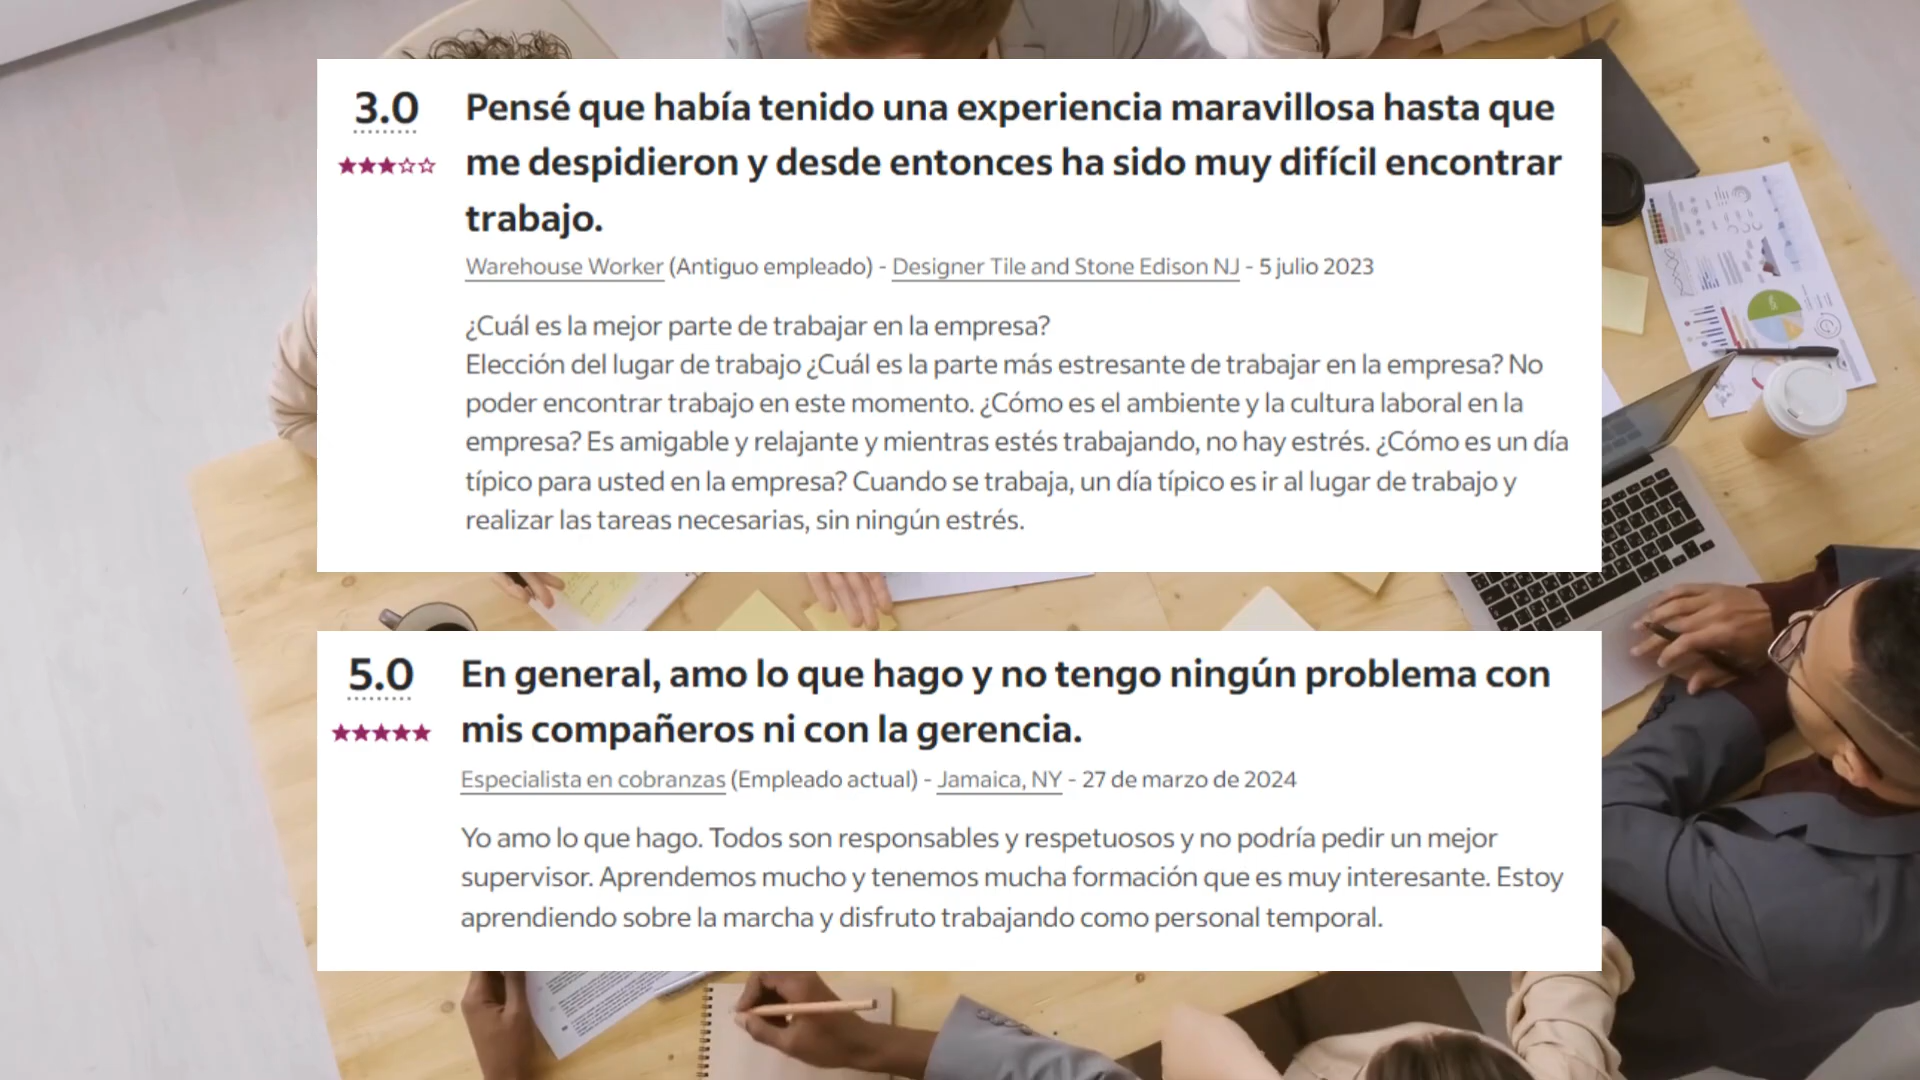 3.0
Pensé que había tenido una experiencia maravillosa hasta que
me despidieron y desde entonces ha sido muy difícil encontrar
trabajo.
Warehouse Worker (Antiguo empleado) - Designer Tile and Stone Edison NJ - 5 julio 2023
¿Cuál es la mejor parte de trabajar en la empresa?
Elección del lugar de trabajo ¿Cuál es la parte más estresante de trabajar en la empresa? No
poder encontrar trabajo en este momento. ¿Cómo es el ambiente y la cultura laboral en la
empresa? Es amigable y relajante y mientras estés trabajando, no hay estrés. ¿Cómo es un día
típico para usted en la empresa? Cuando se trabaja, un día típico es ir al lugar de trabajo y
realizar las tareas necesarias, sin ningún estrés.
5.0
En general, amo lo que hago y no tengo ningún problema con
mis compañeros ni con la gerencia.
Especialista en cobranzas (Empleado actual) - Jamaica, NY - 27 de marzo de 2024
Yo amo lo que hago. Todos son responsables y respetuosos y no podría pedir un mejor
supervisor. Aprendemos mucho y tenemos mucha formación que es muy interesante. Estoy
aprendiendo sobre la marcha y disfruto trabajando como personal temporal.